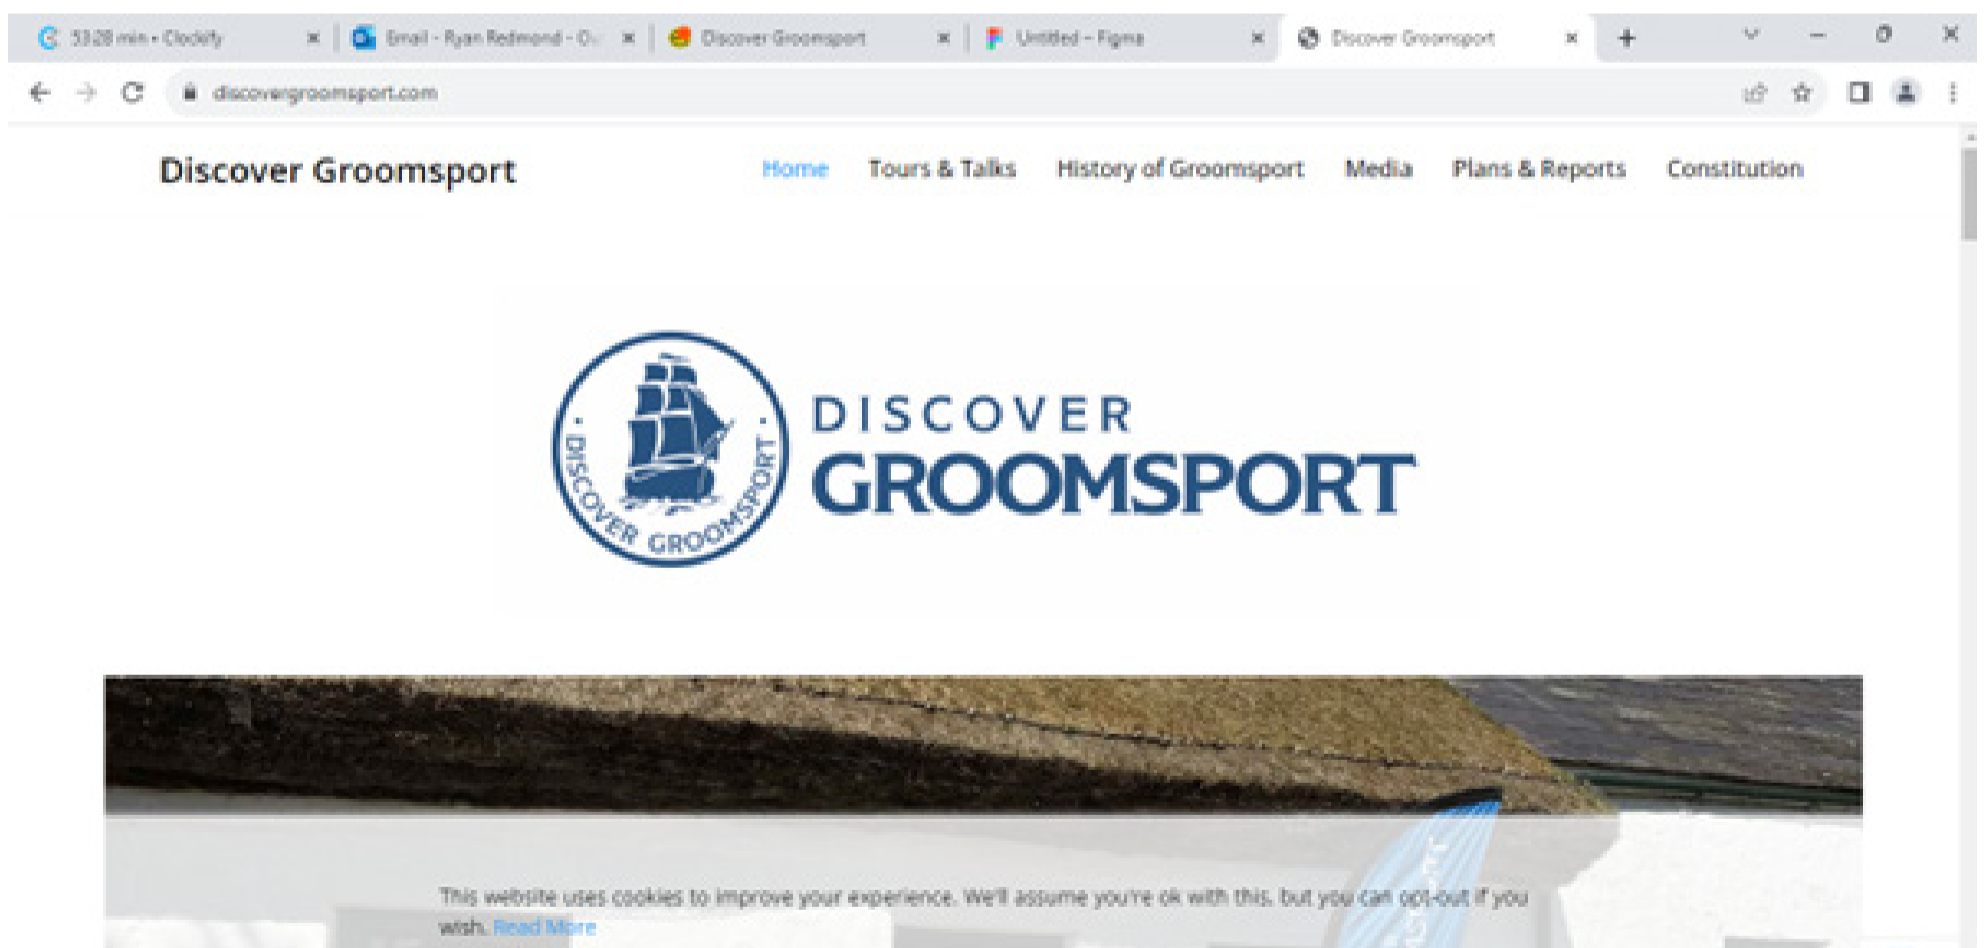 53:28 min • Clockify
Email - Ryan Redmond - Ou
Discover Groomsport
Untitled – Figma
Discover Groomsport
discovergroomsport.com
Discover Groomsport
Home
Tours & Talks
History of Groomsport
Media
Plans & Reports
Constitution
· DISCOVER GROOMSPORT ·
DISCOVER
GROOMSPORT
This website uses cookies to improve your experience. We'll assume you're ok with this, but you can opt-out if you
wish. Read More